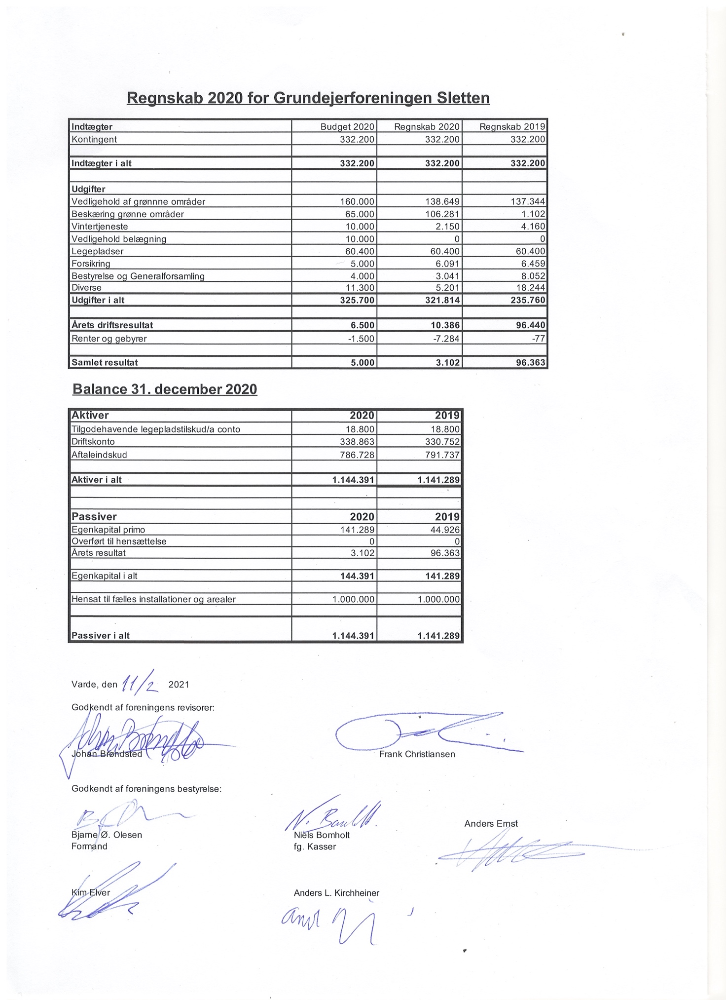 Regnskab 2020 for Grundejerforeningen Sletten
Indtægter Budget 2020 Regnskab 2020 Regnskab 2019
Kontingent 332.200 332.200 332.200
Indtægter i alt 332.200 332.200 332.200
Udgifter
Vedligehold af grønnne områder 160.000 138.649 137.344
Beskæring grønne områder 65.000 106.281 1.102
Vintertjeneste 10.000 2.150 4.160
Vedligehold belægning 10.000 0 0
Legepladser 60.400 60.400 60.400
Forsikring 5.000 6.091 6.459
Bestyrelse og Generalforsamling 4.000 3.041 8.052
Diverse 11.300 5.201 18.244
Udgifter i alt 325.700 321.814 235.760
Årets driftsresultat 6.500 10.386 96.440
Renter og gebyrer -1.500 -7.284 -77
Samlet resultat 5.000 3.102 96.363
Balance 31. december 2020
Aktiver 2020 2019
Tilgodehavende legepladstilskud/a conto 18.800 18.800
Driftskonto 338.863 330.752
Aftaleindskud 786.728 791.737
Aktiver i alt 1.144.391 1.141.289
Passiver 2020 2019
Egenkapital primo 141.289 44.926
Overført til hensættelse 0 0
Årets resultat 3.102 96.363
Egenkapital i alt 144.391 141.289
Hensat til fælles installationer og arealer 1.000.000 1.000.000
Passiver i alt 1.144.391 1.141.289
Varde, den 11/2 2021
Godkendt af foreningens revisorer:
Johan Brøndsted Frank Christiansen
Godkendt af foreningens bestyrelse:
Anders Ernst
Bjarne Ø. Olesen Niels Bomholt
Formand fg. Kasser
Kim Elver Anders L. Kirchheiner